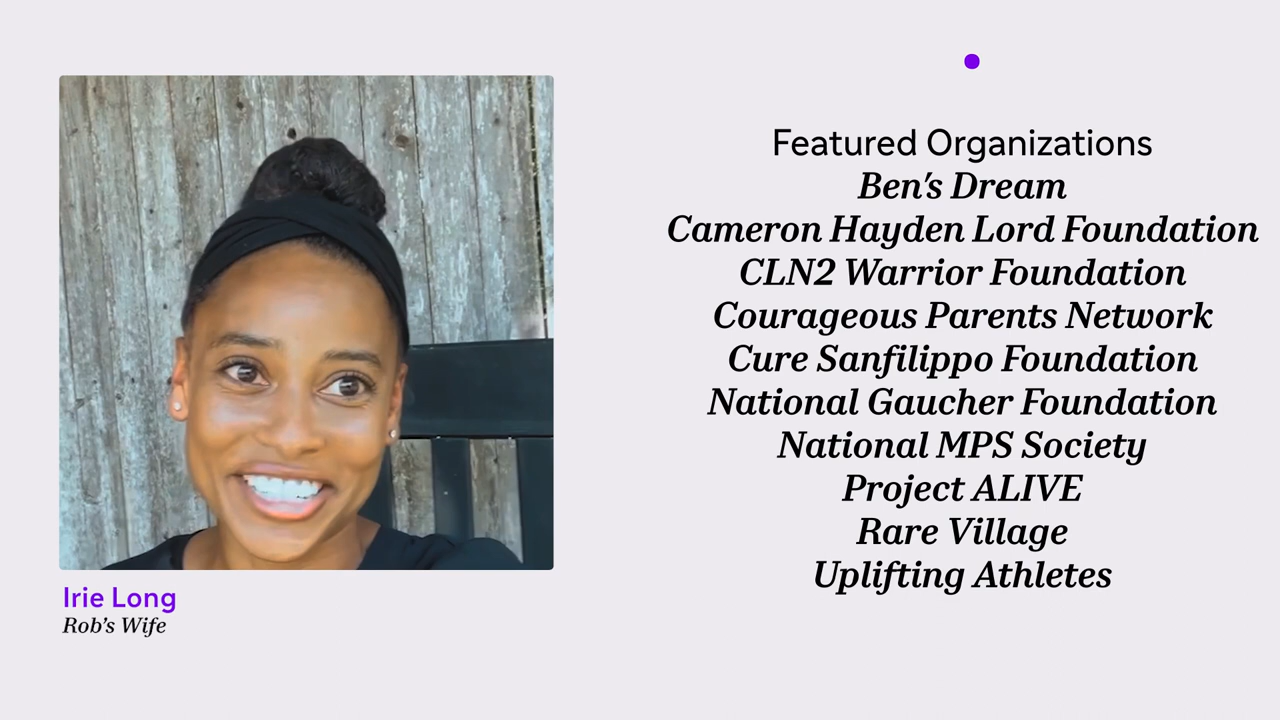 Irie Long
Rob's Wife
Featured Organizations
Ben's Dream
Cameron Hayden Lord Foundation
CLN2 Warrior Foundation
Courageous Parents Network
Cure Sanfilippo Foundation
National Gaucher Foundation
National MPS Society
Project ALIVE
Rare Village
Uplifting Athletes